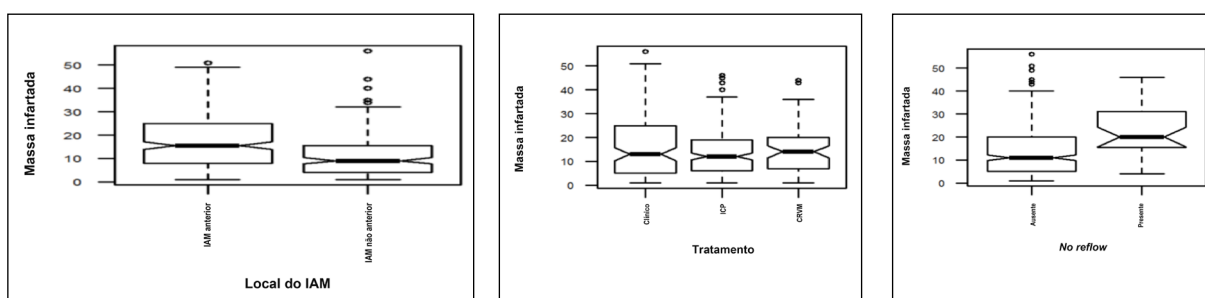 Massa infartada
50
40
30
20
10
0
IAM anterior
IAM não anterior
Local do IAM
Massa infartada
50
40
30
20
10
0
Clínico
ICP
CRVM
Tratamento
Massa infartada
50
40
30
20
10
0
Ausente
Presente
No reflow